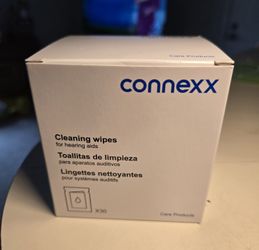 Care Products
connexx
Cleaning wipes
for hearing aids
Toallitas de limpieza
para aparatos auditivos
Lingettes nettoyantes
pour systèmes auditifs
X30
Care Products